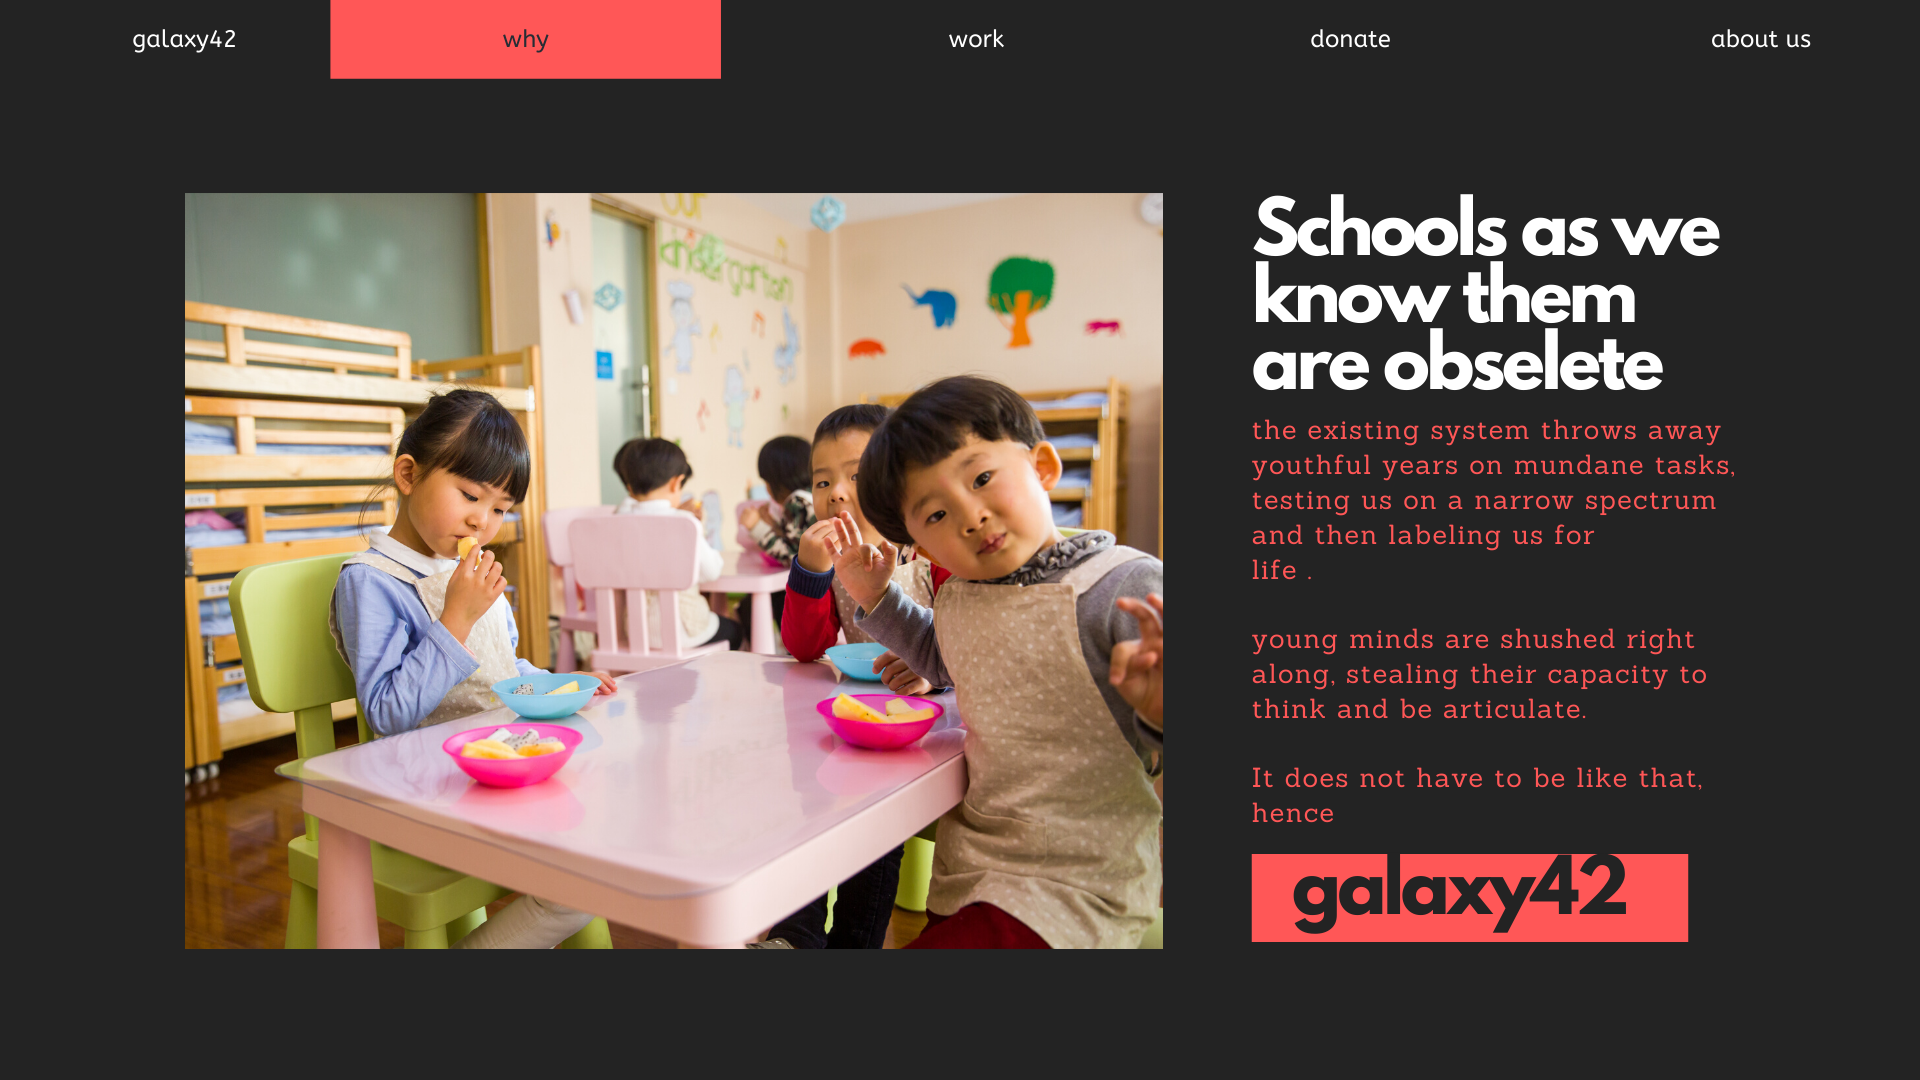 galaxy42
why
work
donate
about us
our
kindergarten
Schools as we
know them
are obselete
the existing system throws away
youthful years on mundane tasks,
testing us on a narrow spectrum
and then labeling us for
life .
young minds are shushed right
along, stealing their capacity to
think and be articulate.
It does not have to be like that,
hence
galaxy42